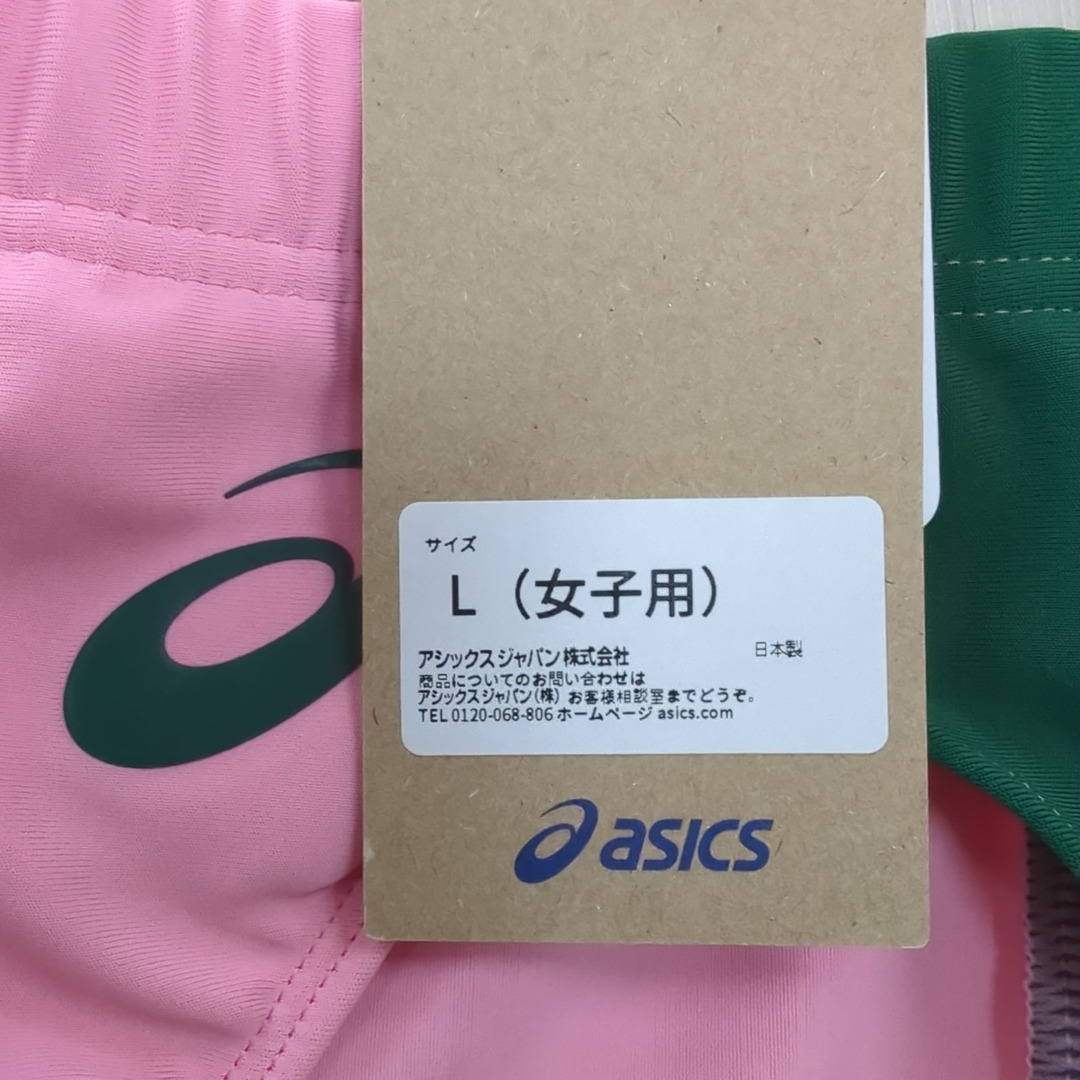 サイズ
L（女子用）
アシックスジャパン株式会社 日本製
商品についてのお問い合わせは
アシックスジャパン(株) お客様相談室までどうぞ。
TEL 0120-068-806 ホームページ asics.com
asics